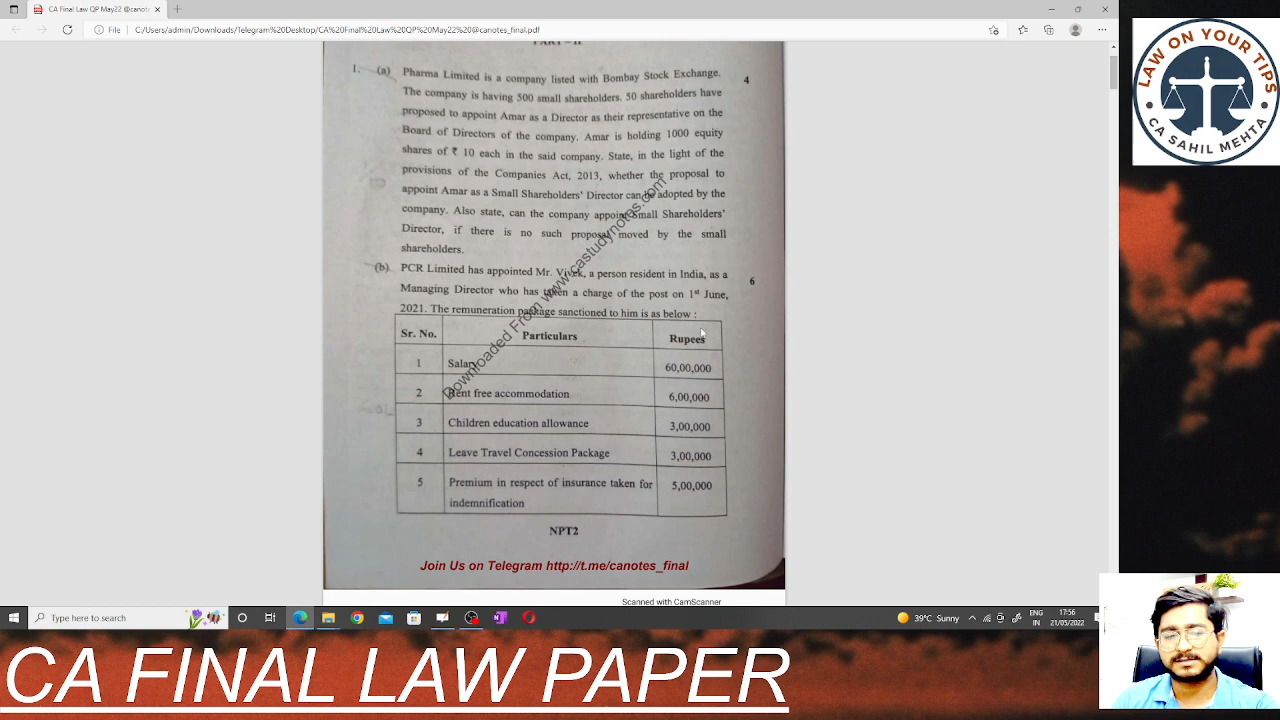 CA Final Law QP May22 @canote
File
C:/Users/admin/Downloads/Telegram%20Desktop/CA%20Final%20Law%20QP%20May22%20@canotes_final.pdf
LAW ON YOUR TIPS
CA SAHIL MEHTA
PART – II
1. (a) Pharma Limited is a company listed with Bombay Stock Exchange. 4
The company is having 500 small shareholders. 50 shareholders have
proposed to appoint Amar as a Director as their representative on the
Board of Directors of the company. Amar is holding 1000 equity
shares of ₹ 10 each in the said company. State, in the light of the
provisions of the Companies Act, 2013, whether the proposal to
appoint Amar as a Small Shareholders' Director can be adopted by the
company. Also state, can the company appoint Small Shareholders'
Director, if there is no such proposal moved by the small
shareholders.
(b) PCR Limited has appointed Mr. Vivek, a person resident in India, as a 6
Managing Director who has taken a charge of the post on 1st June,
2021. The remuneration package sanctioned to him is as below :
Sr. No. Particulars Rupees
1 Salary 60,00,000
2 Rent free accommodation 6,00,000
3 Children education allowance 3,00,000
4 Leave Travel Concession Package 3,00,000
5 Premium in respect of insurance taken for 5,00,000
indemnification
NPT2
Downloaded From www.castudynotes.com
Join Us on Telegram http://t.me/canotes_final
Scanned with CamScanner
Type here to search
39°C Sunny
ENG
IN
17:56
21/05/2022
CA FINAL LAW PAPER